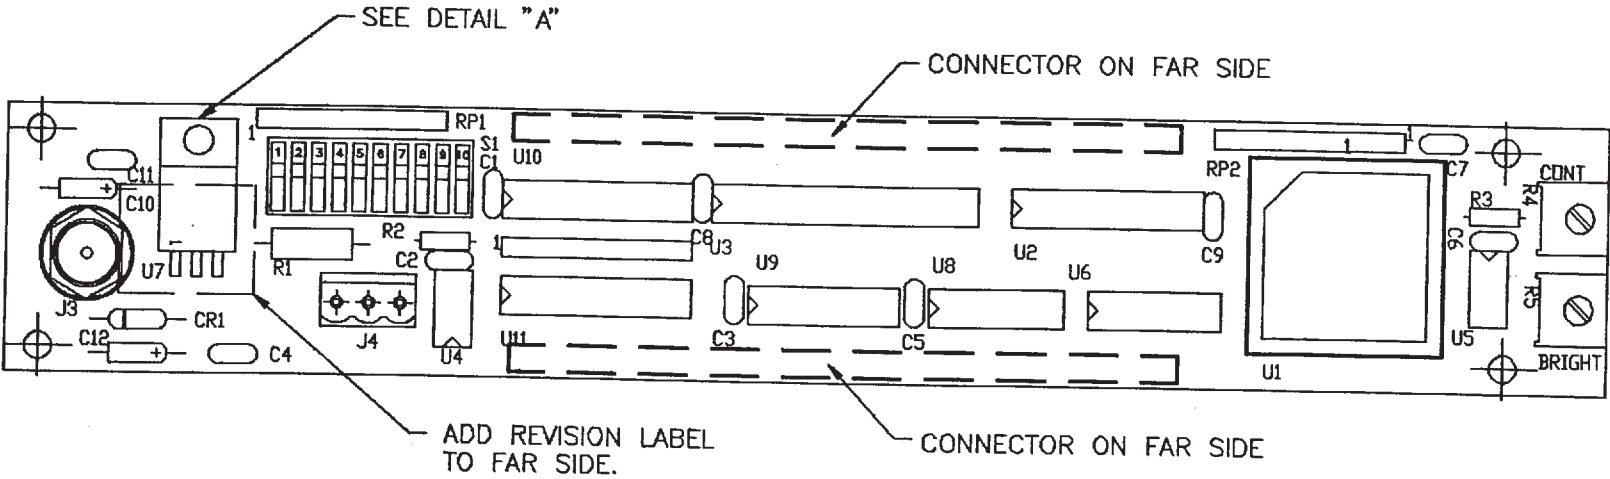 SEE DETAIL "A"
CONNECTOR ON FAR SIDE
1 RP1
1 2 3 4 5 6 7 8 9 10
S1
C1
U10
1
1
RP2
C7
CONT
R4
C11
C10
R3
C6
R2
C2
1
C8
U3
U2
C9
U7
R1
U9
U8
U6
J3
CR1
R5
C12
C4
J4
U4
U11
C3
C5
U5
U1
BRIGHT
ADD REVISION LABEL
TO FAR SIDE.
CONNECTOR ON FAR SIDE